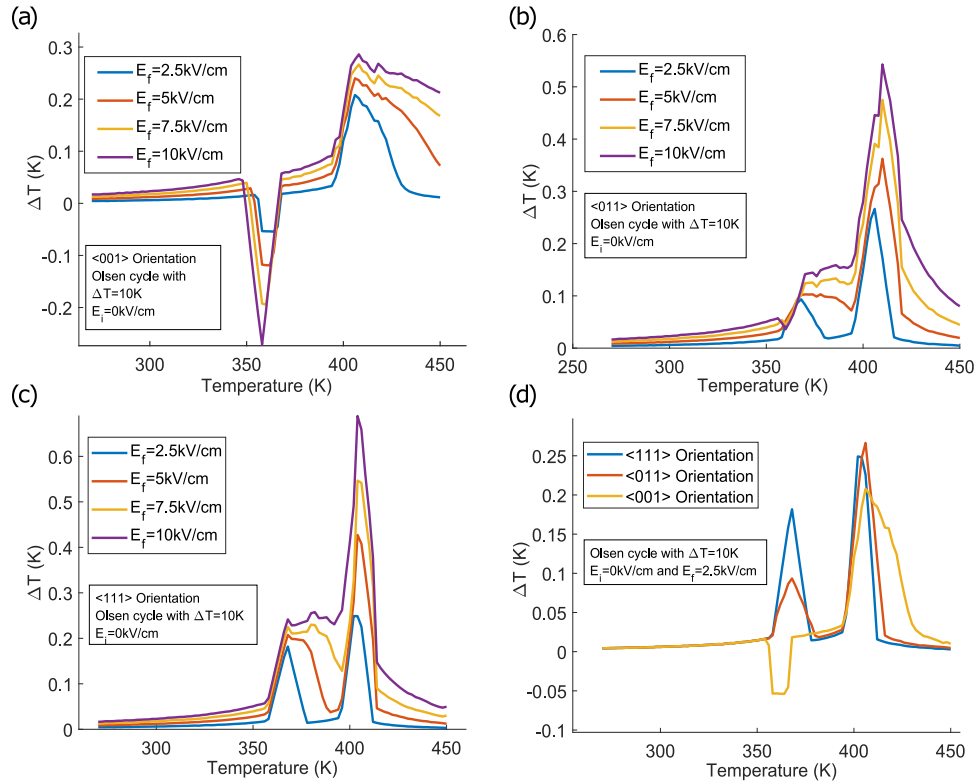 (a)
0.3
0.2
0.1
0
-0.1
-0.2
ΔT (K)
E_f=2.5kV/cm
E_f=5kV/cm
E_f=7.5kV/cm
E_f=10kV/cm
<001> Orientation
Olsen cycle with
ΔT=10K
E_i=0kV/cm
300 350 400 450
Temperature (K)
(b)
0.6
0.5
0.4
0.3
0.2
0.1
0
ΔT (K)
E_f=2.5kV/cm
E_f=5kV/cm
E_f=7.5kV/cm
E_f=10kV/cm
<011> Orientation
Olsen cycle with ΔT=10K
E_i=0kV/cm
250 300 350 400 450
Temperature (K)
(c)
0.6
0.5
0.4
0.3
0.2
0.1
0
ΔT (K)
E_f=2.5kV/cm
E_f=5kV/cm
E_f=7.5kV/cm
E_f=10kV/cm
<111> Orientation
Olsen cycle with ΔT=10K
E_i=0kV/cm
300 350 400 450
Temperature (K)
(d)
0.25
0.2
0.15
0.1
0.05
0
-0.05
-0.1
ΔT (K)
<111> Orientation
<011> Orientation
<001> Orientation
Olsen cycle with ΔT=10K
E_i=0kV/cm and E_f=2.5kV/cm
300 350 400 450
Temperature (K)